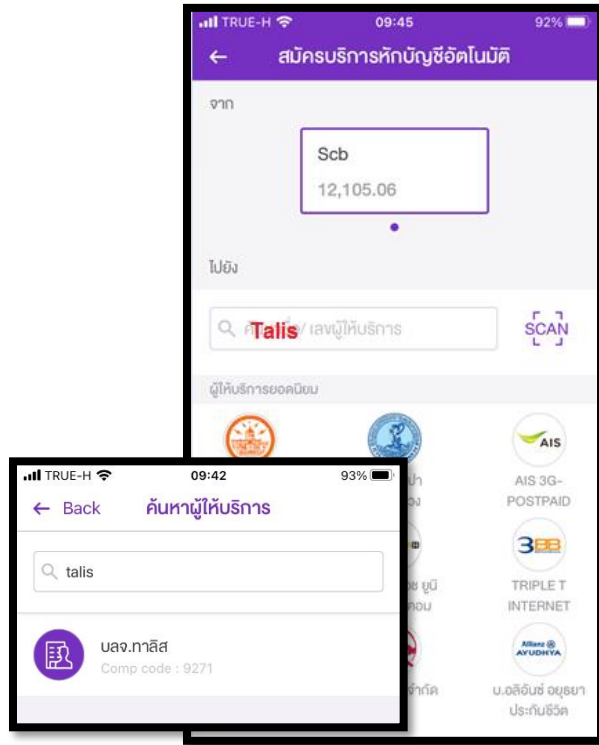 TRUE-H 09:45 92%
สมัครบริการหักบัญชีอัตโนมัติ
จาก
Scb
12,105.06
ไปยัง
Talis / เลขผู้ให้บริการ
SCAN
ผู้ให้บริการยอดนิยม
AIS
AIS 3G-
POSTPAID
3BB
TRIPLE T
INTERNET
Allianz
AYUDHYA
จำกัด
บ.อลิอันซ์ อยุธยา
ประกันชีวิต
TRUE-H 09:42 93%
Back ค้นหาผู้ให้บริการ
talis
บลจ.ทาลิส
Comp code : 9271